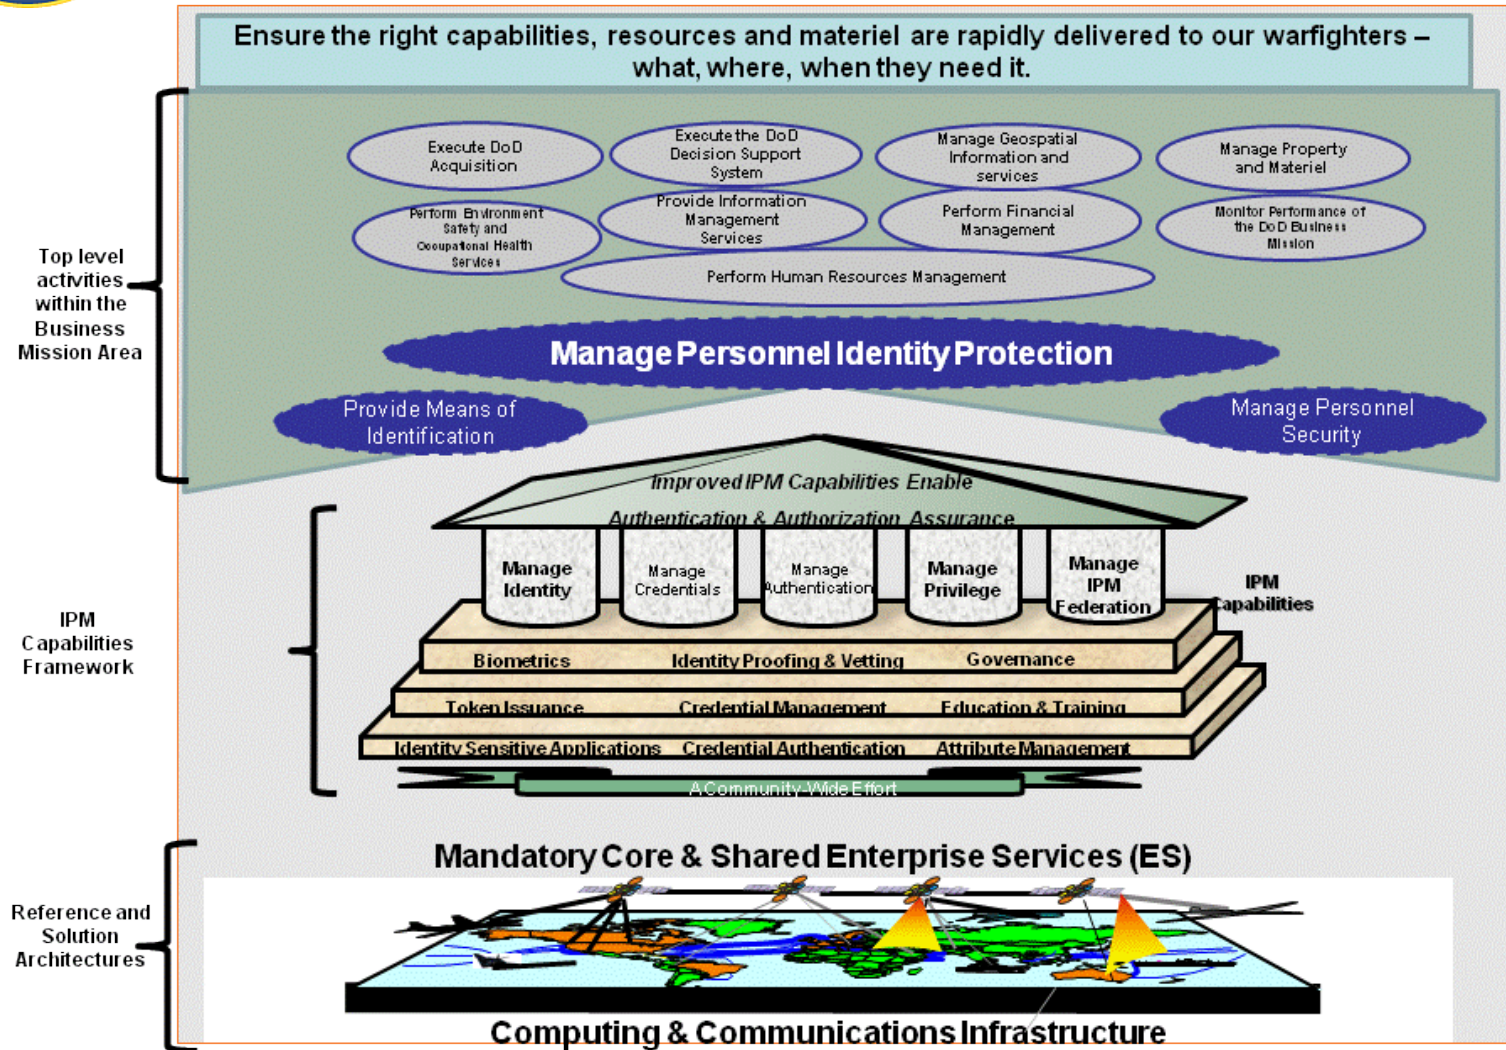 Ensure the right capabilities, resources and materiel are rapidly delivered to our warfighters –
what, where, when they need it.
Execute DoD
Acquisition
Execute the DoD
Decision Support
System
Manage Geospatial
Information and
services
Manage Property
and Materiel
Perform Environment
Safety and
Occupational Health
Services
Provide Information
Management
Services
Perform Financial
Management
Monitor Performance of
the DoD Business
Mission
Perform Human Resources Management
Top level
activities
within the
Business
Mission Area
Manage Personnel Identity Protection
Provide Means of
Identification
Manage Personnel
Security
Improved IPM Capabilities Enable
Authentication & Authorization Assurance
Manage
Identity
Manage
Credentials
Manage
Authentication
Manage
Privilege
Manage
IPM
Federation
IPM
Capabilities
IPM
Capabilities
Framework
Biometrics
Identity Proofing & Vetting
Governance
Token Issuance
Credential Management
Education & Training
Identity Sensitive Applications
Credential Authentication
Attribute Management
A Community-Wide Effort
Mandatory Core & Shared Enterprise Services (ES)
Reference and
Solution
Architectures
Computing & Communications Infrastructure